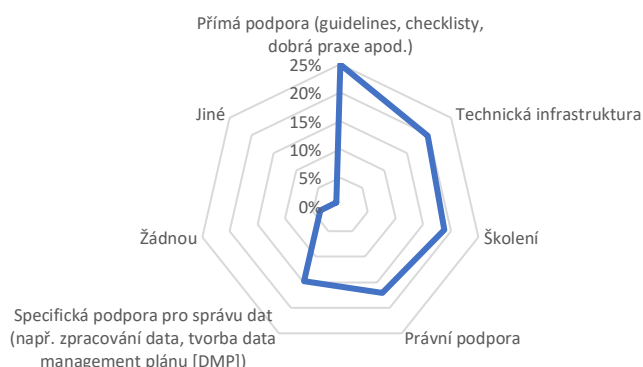 Přímá podpora (guidelines, checklisty,
dobrá praxe apod.)
25%
20%
15%
10%
5%
0%
Jiné
Technická infrastruktura
Žádnou
Školení
Specifická podpora pro správu dat
(např. zpracování data, tvorba data
management plánu [DMP])
Právní podpora